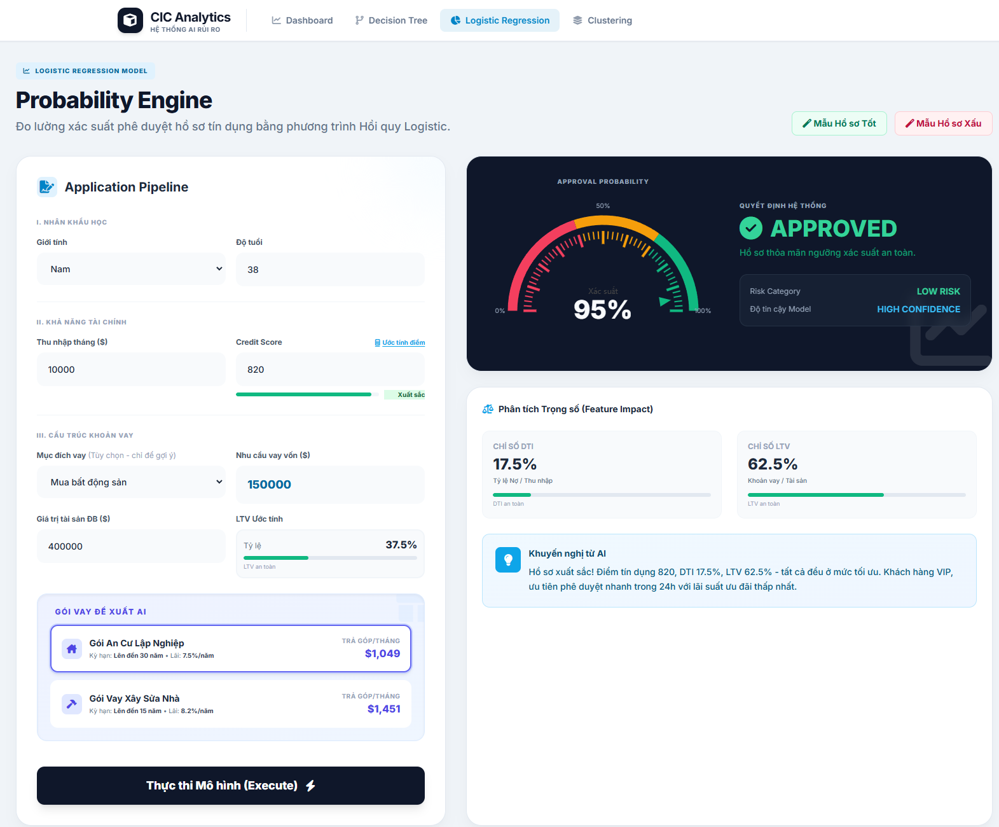 CIC Analytics
HỆ THỐNG AI RỦI RO
Dashboard
Decision Tree
Logistic Regression
Clustering
LOGISTIC REGRESSION MODEL
Probability Engine
Đo lường xác suất phê duyệt hồ sơ tín dụng bằng phương trình Hồi quy Logistic.
Mẫu Hồ sơ Tốt
Mẫu Hồ sơ Xấu
Application Pipeline
I. NHÂN KHẨU HỌC
Giới tính
Độ tuổi
Nam
38
II. KHẢ NĂNG TÀI CHÍNH
Thu nhập tháng ($)
Credit Score
Ước tính điểm
10000
820
Xuất sắc
III. CẤU TRÚC KHOẢN VAY
Mục đích vay (Tùy chọn - chỉ để gợi ý)
Nhu cầu vay vốn ($)
Mua bất động sản
150000
Giá trị tài sản ĐB ($)
LTV Ước tính
400000
Tỷ lệ
37.5%
LTV an toàn
GÓI VAY ĐỀ XUẤT AI
Gói An Cư Lập Nghiệp
Kỳ hạn: Lên đến 30 năm • Lãi: 7.5%/năm
TRẢ GÓP/THÁNG
$1,049
Gói Vay Xây Sửa Nhà
Kỳ hạn: Lên đến 15 năm • Lãi: 8.2%/năm
TRẢ GÓP/THÁNG
$1,451
Thực thi Mô hình (Execute)
APPROVAL PROBABILITY
50%
0%
100%
Xác suất
95%
QUYẾT ĐỊNH HỆ THỐNG
APPROVED
Hồ sơ thỏa mãn ngưỡng xác suất an toàn.
Risk Category
LOW RISK
Độ tin cậy Model
HIGH CONFIDENCE
Phân tích Trọng số (Feature Impact)
CHỈ SỐ DTI
17.5%
Tỷ lệ Nợ / Thu nhập
DTI an toàn
CHỈ SỐ LTV
62.5%
Khoản vay / Tài sản
LTV an toàn
Khuyến nghị từ AI
Hồ sơ xuất sắc! Điểm tín dụng 820, DTI 17.5%, LTV 62.5% - tất cả đều ở mức tối ưu. Khách hàng VIP,
ưu tiên phê duyệt nhanh trong 24h với lãi suất ưu đãi thấp nhất.